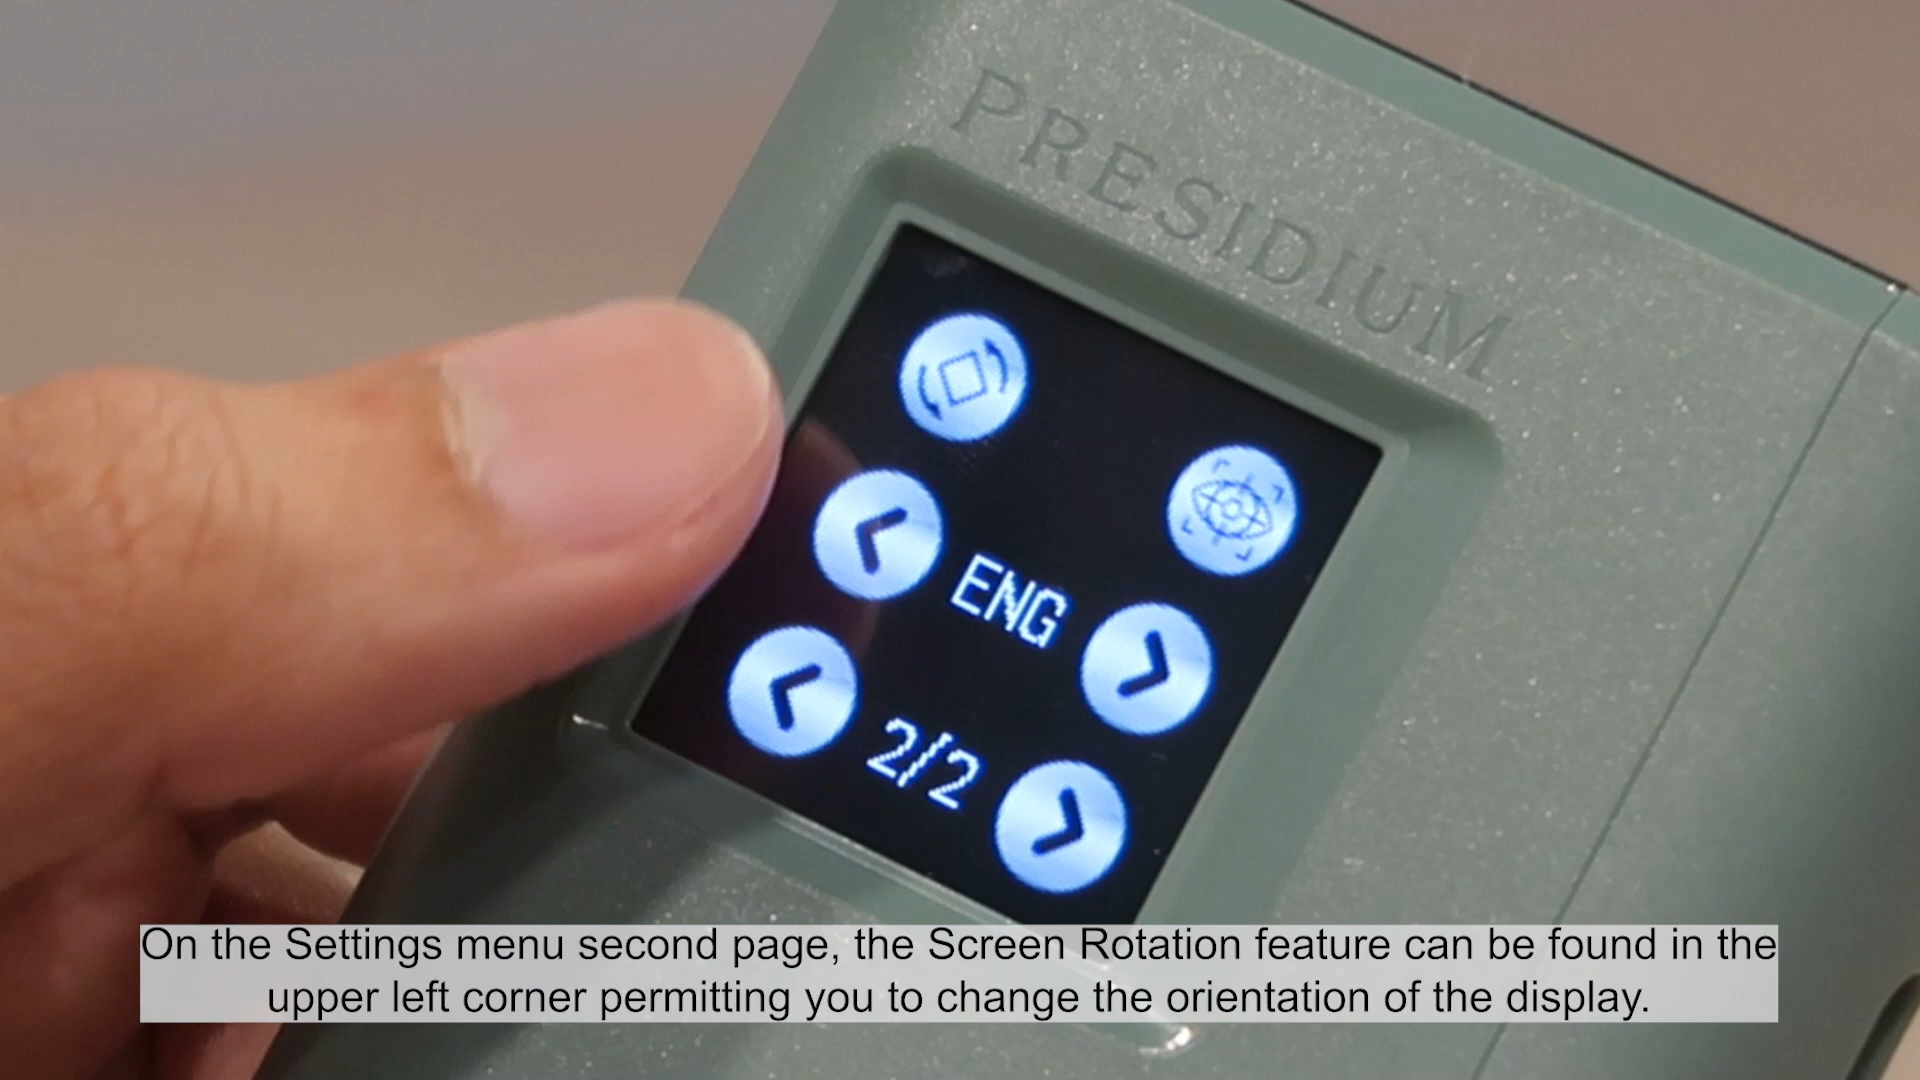 PRESIDIUM
ENG
2/2
On the Settings menu second page, the Screen Rotation feature can be found in the
upper left corner permitting you to change the orientation of the display.